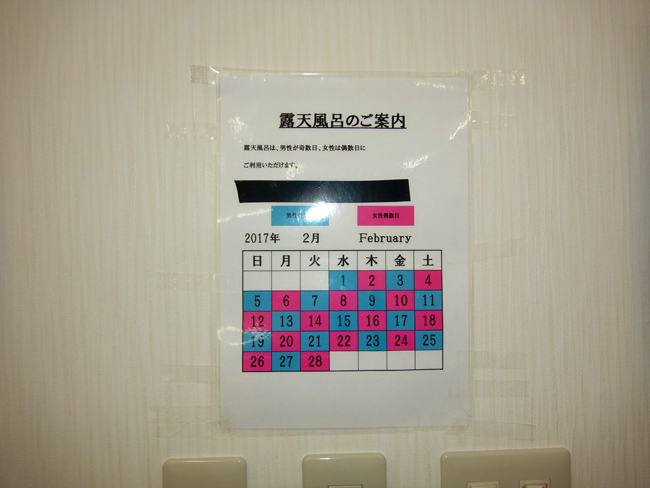 露天風呂のご案内
露天風呂は、男性が奇数日、女性は偶数日に
ご利用いただけます。
男性 女性偶数日
2017年 2月 February
日 月 火 水 木 金 土
1 2 3 4
5 6 7 8 9 10 11
12 13 14 15 16 17 18
19 20 21 22 23 24 25
26 27 28